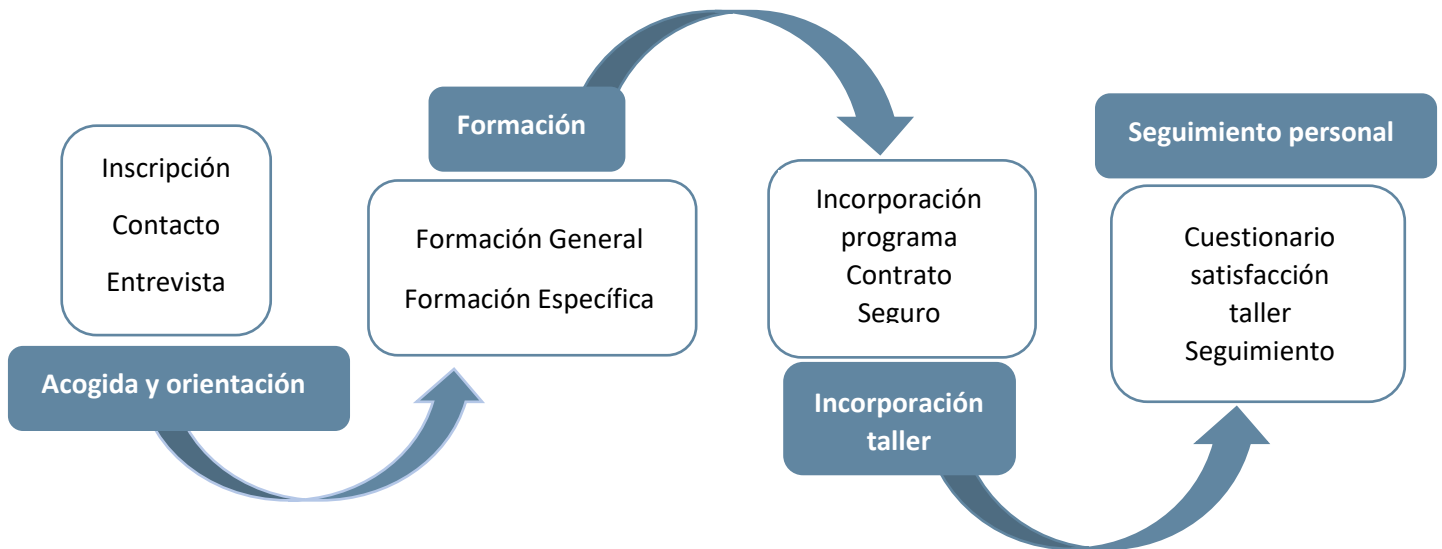 Inscripción
Contacto
Entrevista
Acogida y orientación
Formación
Formación General
Formación Específica
Incorporación
programa
Contrato
Seguro
Incorporación
taller
Seguimiento personal
Cuestionario
satisfacción
taller
Seguimiento